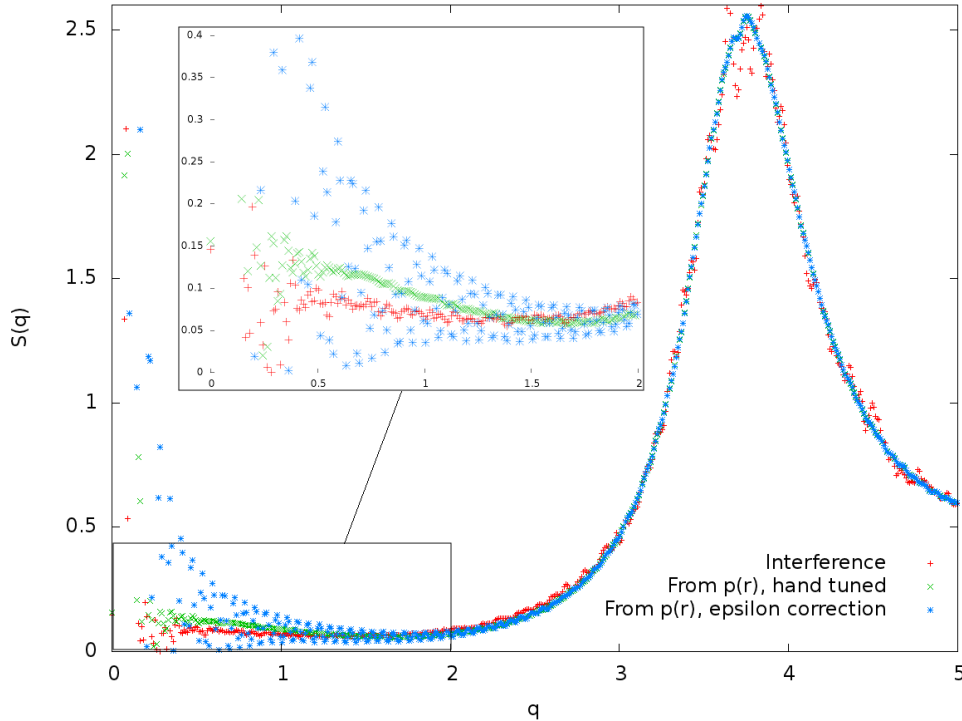 2.5
2
1.5
1
0.5
0
S(q)
0.4
0.35
0.3
0.25
0.2
0.15
0.1
0.05
0
0 0.5 1 1.5 2
Interference
From p(r), hand tuned
From p(r), epsilon correction
0 1 2 3 4 5
q